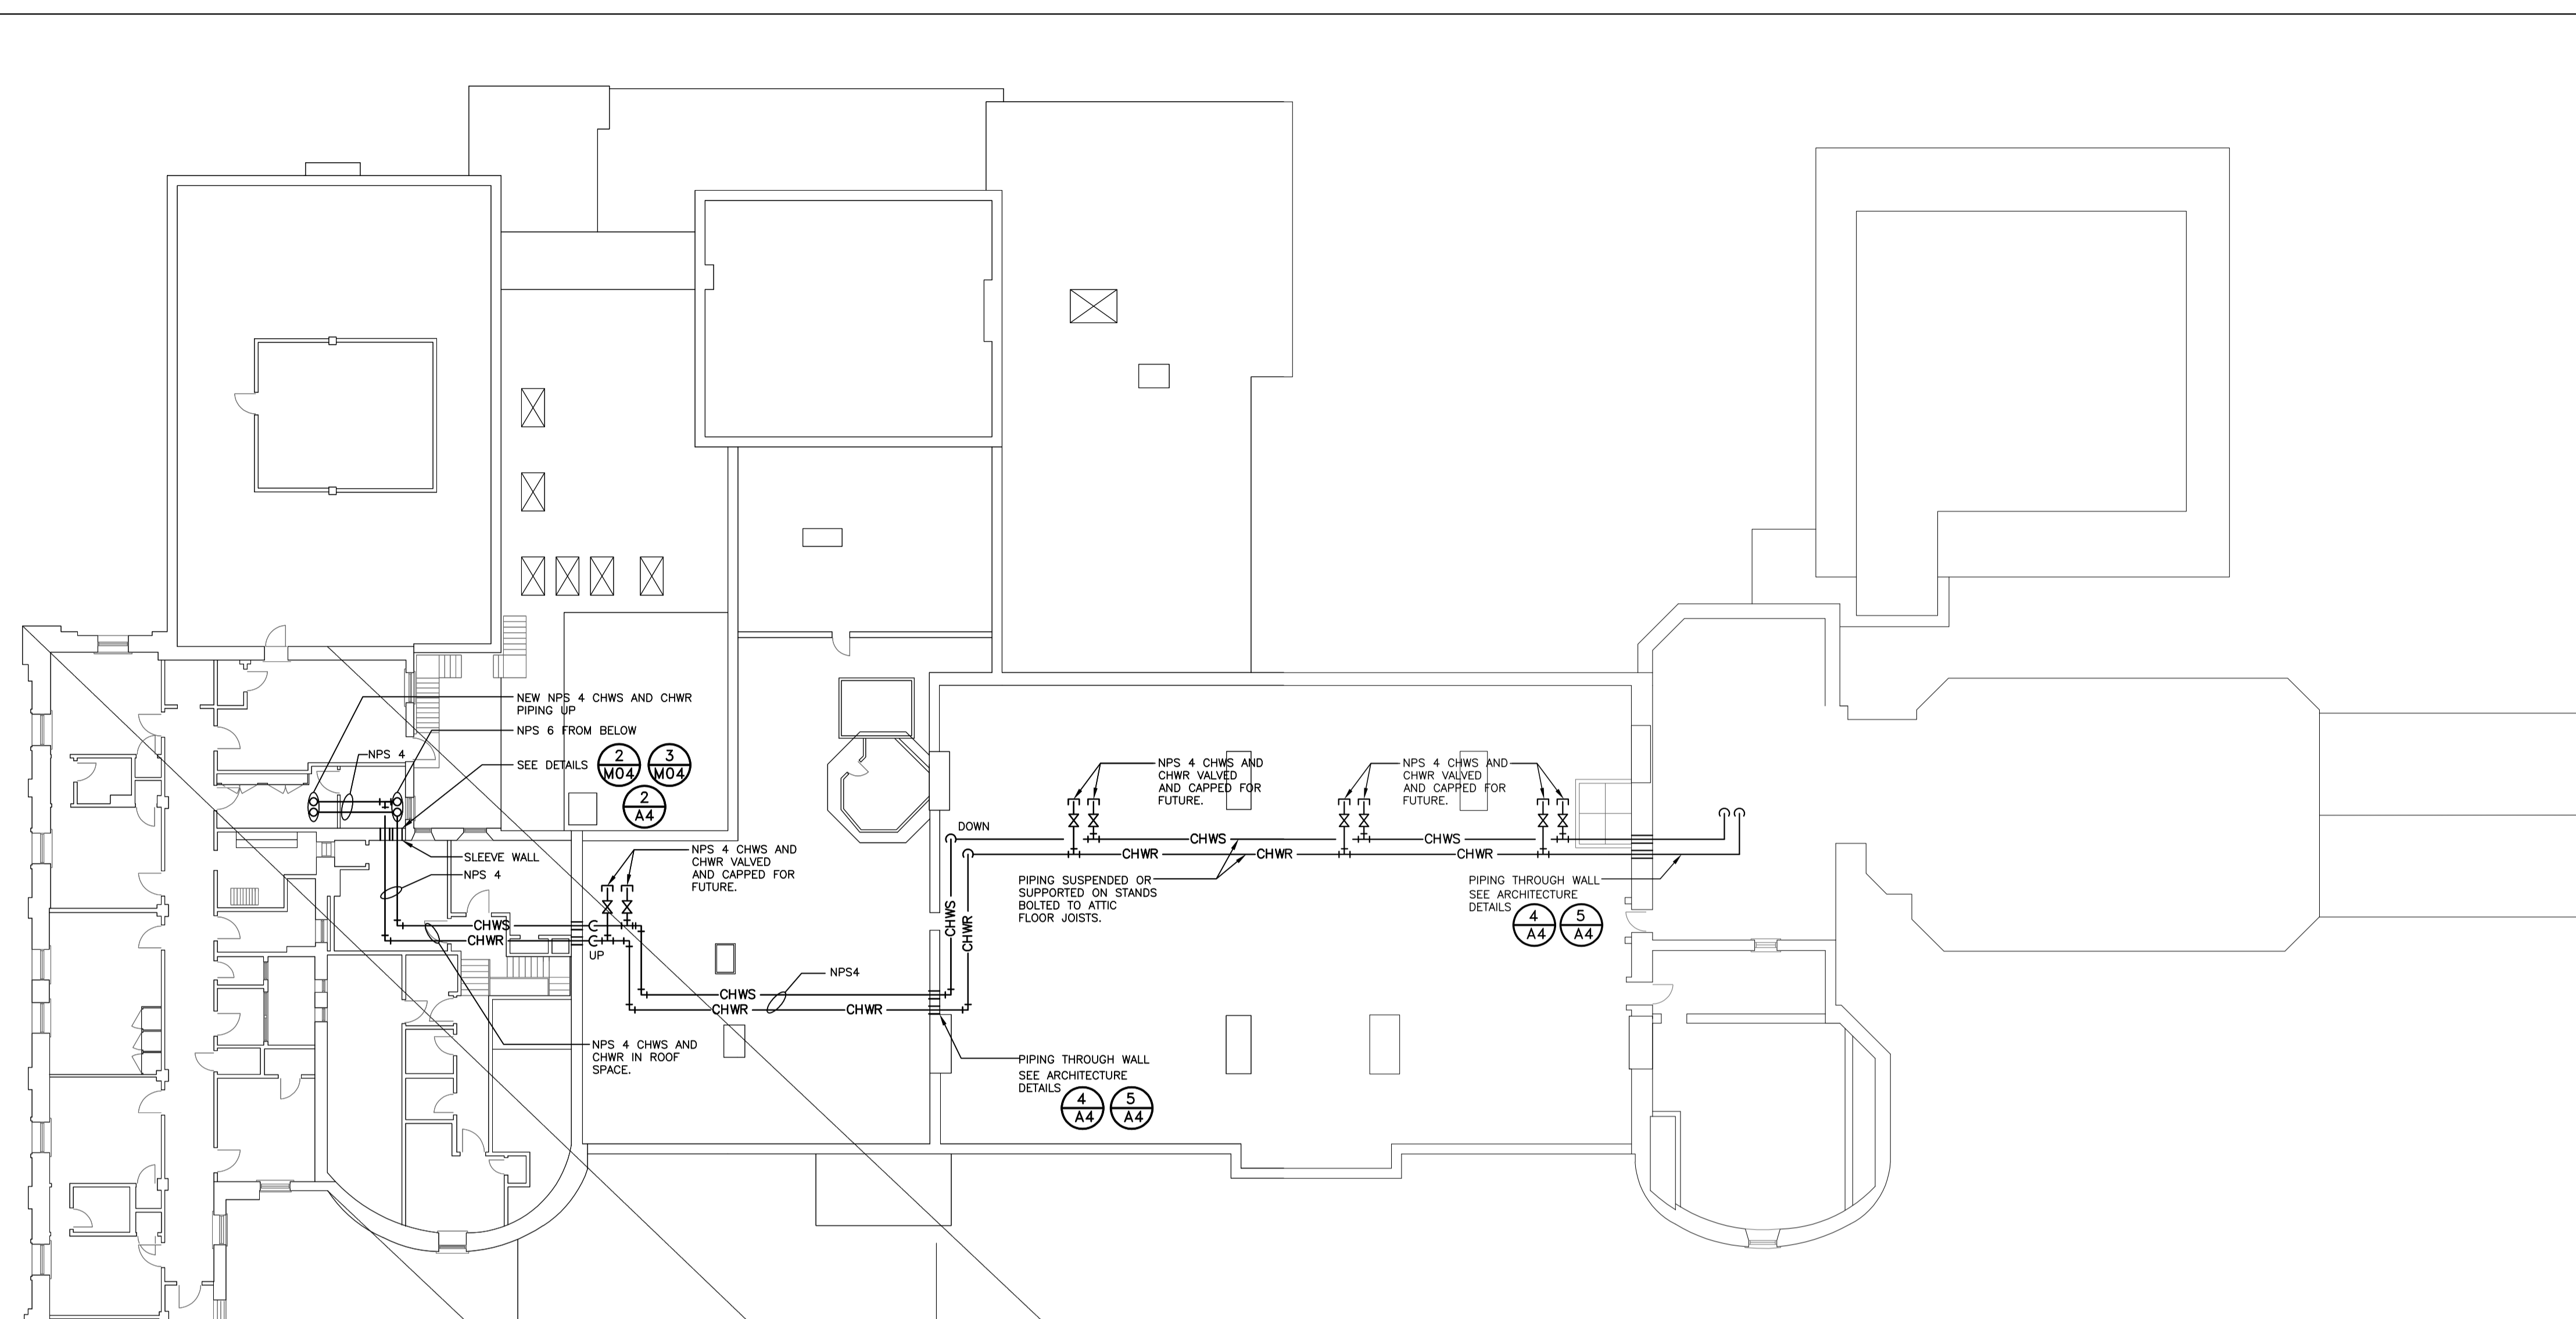 NEW NPS 4 CHWS AND CHWR
PIPING UP
NPS 6 FROM BELOW
NPS 4
SEE DETAILS
2
M04
3
M04
2
A4
SLEEVE WALL
NPS 4
NPS 4 CHWS AND
CHWR VALVED
AND CAPPED FOR
FUTURE.
CHWS
CHWR
UP
NPS 4 CHWS AND
CHWR IN ROOF
SPACE.
NPS4
CHWS
CHWR
CHWR
CHWS
CHWR
DOWN
NPS 4 CHWS AND
CHWR VALVED
AND CAPPED FOR
FUTURE.
NPS 4 CHWS AND
CHWR VALVED
AND CAPPED FOR
FUTURE.
CHWS
CHWS
CHWR
CHWR
CHWR
PIPING SUSPENDED OR
SUPPORTED ON STANDS
BOLTED TO ATTIC
FLOOR JOISTS.
PIPING THROUGH WALL
SEE ARCHITECTURE
DETAILS
4
A4
5
A4
PIPING THROUGH WALL
SEE ARCHITECTURE
DETAILS
4
A4
5
A4